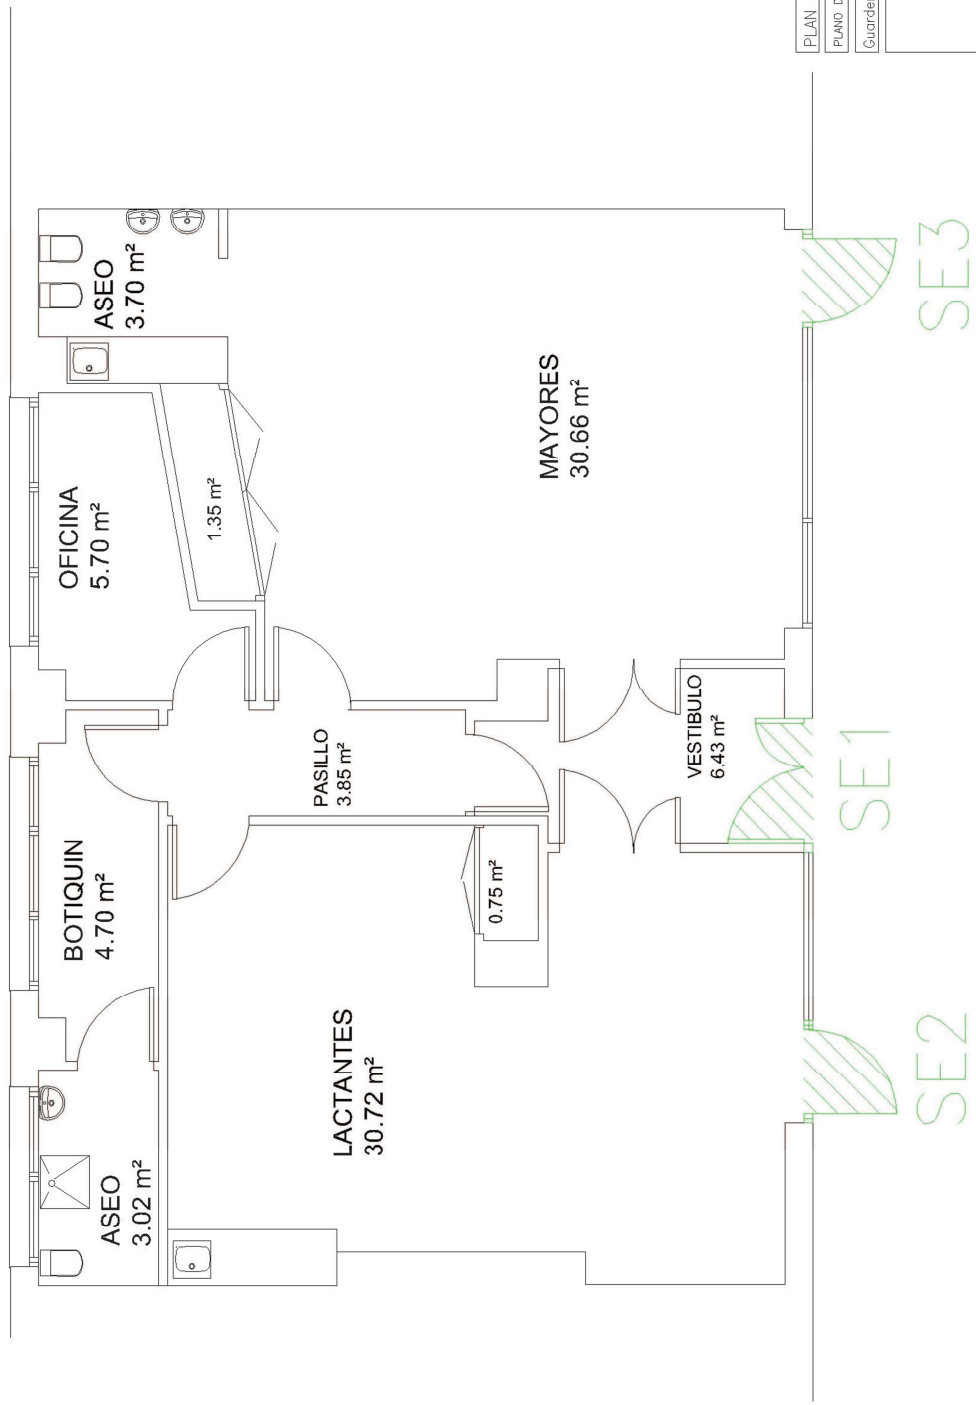 ASEO
3.02 m²
BOTIQUIN
4.70 m²
OFICINA
5.70 m²
ASEO
3.70 m²
1.35 m²
LACTANTES
30.72 m²
PASILLO
3.85 m²
0.75 m²
MAYORES
30.66 m²
VESTIBULO
6.43 m²
SE2
SE1
SE3
PLAN
PLANO